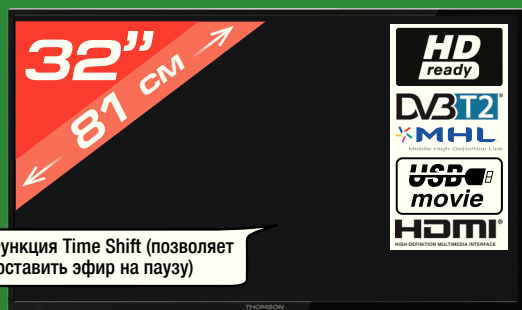 32”
81 см
HD
ready
DVB T2
MHL
Mobile High-Definition Link
USB
movie
HDMI
HIGH-DEFINITION MULTIMEDIA INTERFACE
ункция Time Shift (позволяет
оставить эфир на паузу)
THOMSON